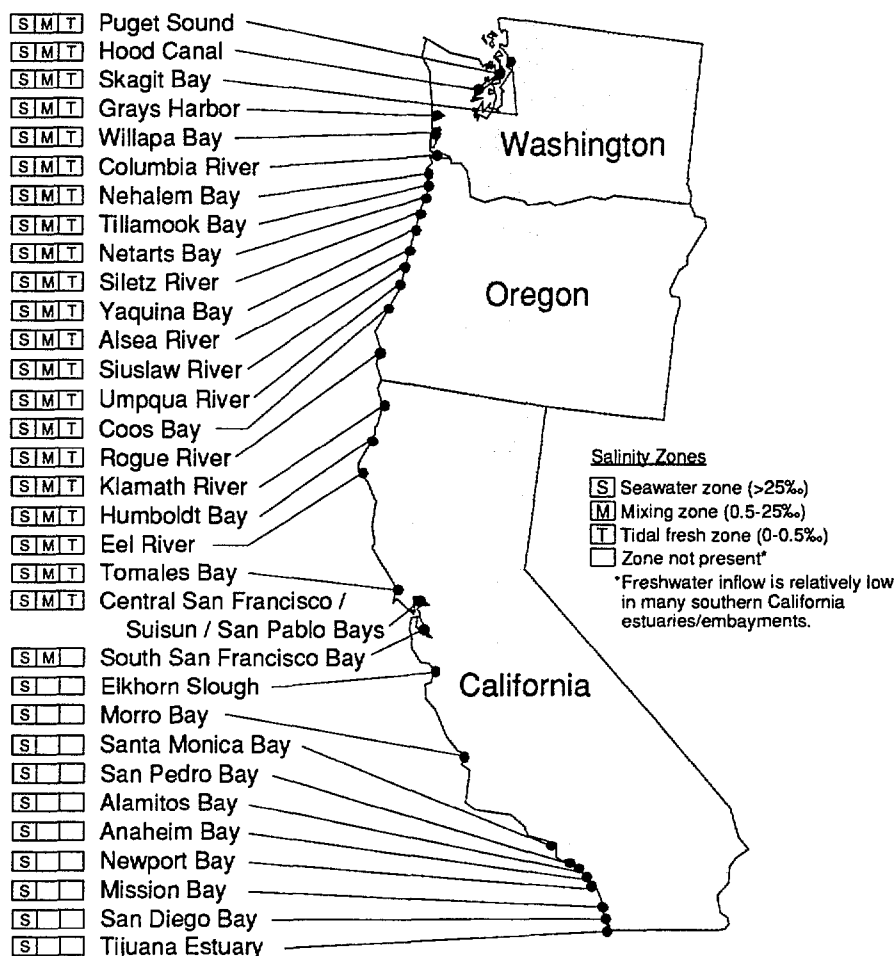 S M T Puget Sound
S M T Hood Canal
S M T Skagit Bay
S M T Grays Harbor
S M T Willapa Bay
S M T Columbia River
S M T Nehalem Bay
S M T Tillamook Bay
S M T Netarts Bay
S M T Siletz River
S M T Yaquina Bay
S M T Alsea River
S M T Siuslaw River
S M T Umpqua River
S M T Coos Bay
S M T Rogue River
S M T Klamath River
S M T Humboldt Bay
S M T Eel River
S M T Tomales Bay
S M T Central San Francisco /
Suisun / San Pablo Bays
S M South San Francisco Bay
S Elkhorn Slough
S Morro Bay
S Santa Monica Bay
S San Pedro Bay
S Alamitos Bay
S Anaheim Bay
S Newport Bay
S Mission Bay
S San Diego Bay
S Tijuana Estuary
Washington
Oregon
California
Salinity Zones
S Seawater zone (>25‰)
M Mixing zone (0.5-25‰)
T Tidal fresh zone (0-0.5‰)
Zone not present*
*Freshwater inflow is relatively low
in many southern California
estuaries/embayments.